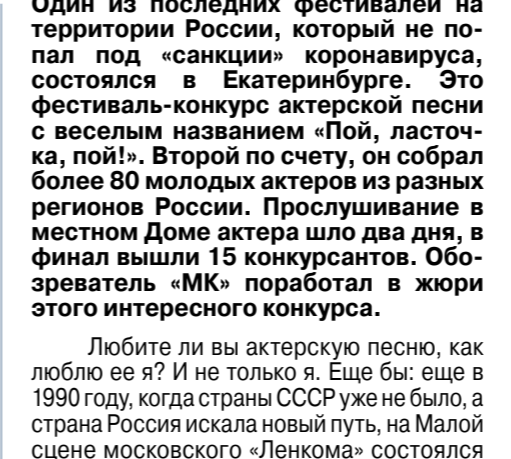 Один из последних фестивалей на
территории России, который не по-
пал под «санкции» коронавируса,
состоялся в Екатеринбурге. Это
фестиваль-конкурс актерской песни
с веселым названием «Пой, ласточ-
ка, пой!». Второй по счету, он собрал
более 80 молодых актеров из разных
регионов России. Прослушивание в
местном Доме актера шло два дня, в
финал вышли 15 конкурсантов. Обо-
зреватель «МК» поработал в жюри
этого интересного конкурса.
Любите ли вы актерскую песню, как
люблю ее я? И не только я. Еще бы: еще в
1990 году, когда страны СССР уже не было, а
страна Россия искала новый путь, на Малой
сцене московского «Ленкома» состоялся